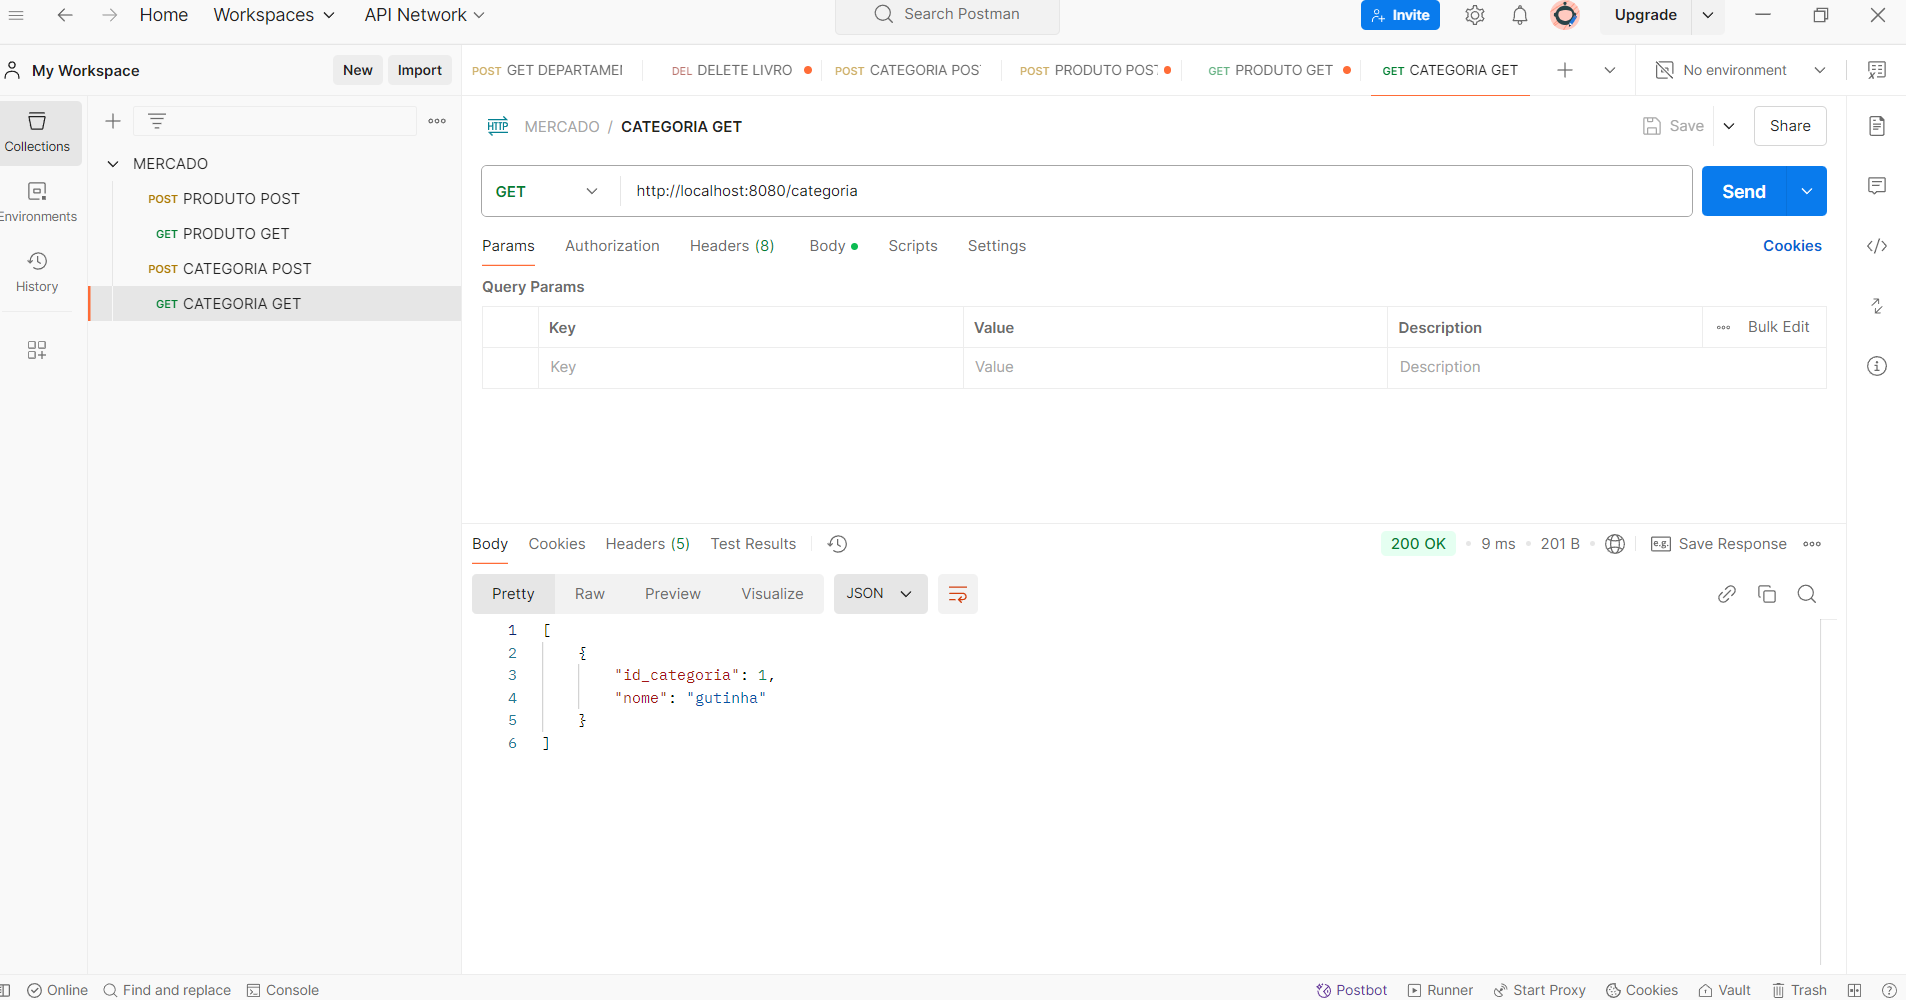 Home Workspaces API Network Search Postman Invite Upgrade
My Workspace New Import POST GET DEPARTAMEI DEL DELETE LIVRO POST CATEGORIA POS POST PRODUTO POST GET PRODUTO GET GET CATEGORIA GET No environment
Collections
Environments
History
MERCADO
POST PRODUTO POST
GET PRODUTO GET
POST CATEGORIA POST
GET CATEGORIA GET
HTTP MERCADO / CATEGORIA GET Save Share
GET http://localhost:8080/categoria Send
Params Authorization Headers (8) Body Scripts Settings Cookies
Query Params
Key Value Description Bulk Edit
Key Value Description
Body Cookies Headers (5) Test Results 200 OK 9 ms 201 B e.g. Save Response
Pretty Raw Preview Visualize JSON
1 [
2 {
3 "id_categoria": 1,
4 "nome": "gutinha"
5 }
6 ]
Online Find and replace Console Postbot Runner Start Proxy Cookies Vault Trash